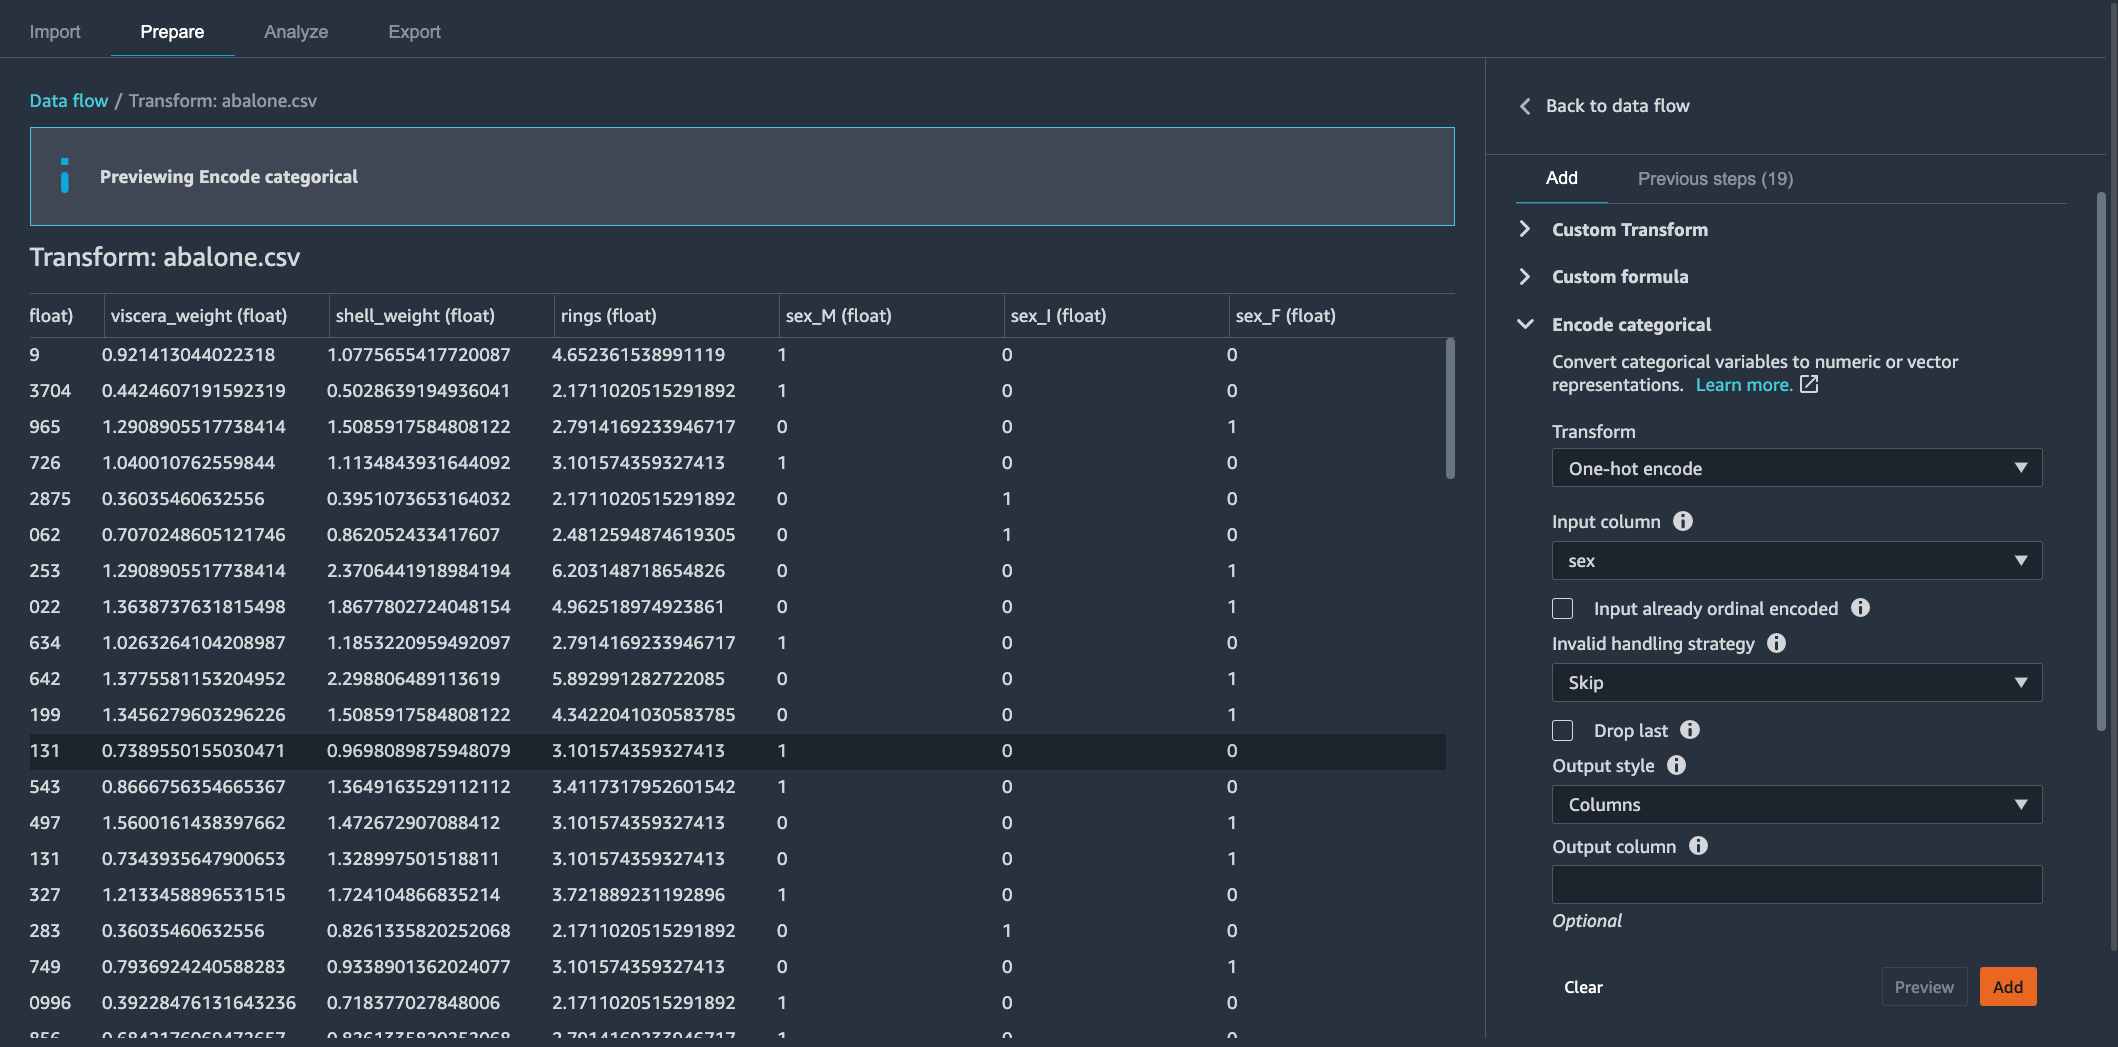 Import Prepare Analyze Export
Data flow / Transform: abalone.csv
Previewing Encode categorical
Transform: abalone.csv
float) viscera_weight (float) shell_weight (float) rings (float) sex_M (float) sex_I (float) sex_F (float)
9 0.921413044022318 1.0775655417720087 4.652361538991119 1 0 0
3704 0.4424607191592319 0.5028639194936041 2.1711020515291892 1 0 0
965 1.2908905517738414 1.5085917584808122 2.7914169233946717 0 0 1
726 1.040010762559844 1.1134843931644092 3.101574359327413 1 0 0
2875 0.36035460632556 0.3951073653164032 2.1711020515291892 0 1 0
062 0.7070248605121746 0.862052433417607 2.4812594874619305 0 1 0
253 1.2908905517738414 2.3706441918984194 6.203148718654826 0 0 1
022 1.3638737631815498 1.8677802724048154 4.962518974923861 0 0 1
634 1.0263264104208987 1.1853220959492097 2.7914169233946717 1 0 0
642 1.3775581153204952 2.298806489113619 5.892991282722085 0 0 1
199 1.3456279603296226 1.5085917584808122 4.3422041030583785 0 0 1
131 0.7389550155030471 0.9698089875948079 3.101574359327413 1 0 0
543 0.8666756354665367 1.3649163529112112 3.4117317952601542 1 0 0
497 1.5600161438397662 1.472672907088412 3.101574359327413 0 0 1
131 0.7343935647900653 1.328997501518811 3.101574359327413 0 0 1
327 1.2133458896531515 1.724104866835214 3.721889231192896 1 0 0
283 0.36035460632556 0.8261335820252068 2.1711020515291892 0 1 0
749 0.7936924240588283 0.9338901362024077 3.101574359327413 0 0 1
0996 0.39228476131643236 0.718377027848006 2.1711020515291892 1 0 0
856 0.6842176069472657 0.8261335820252068 2.7914169233946717 1 0 0
Back to data flow
Add Previous steps (19)
Custom Transform
Custom formula
Encode categorical
Convert categorical variables to numeric or vector
representations. Learn more.
Transform
One-hot encode
Input column
sex
Input already ordinal encoded
Invalid handling strategy
Skip
Drop last
Output style
Columns
Output column
Optional
Clear Preview Add